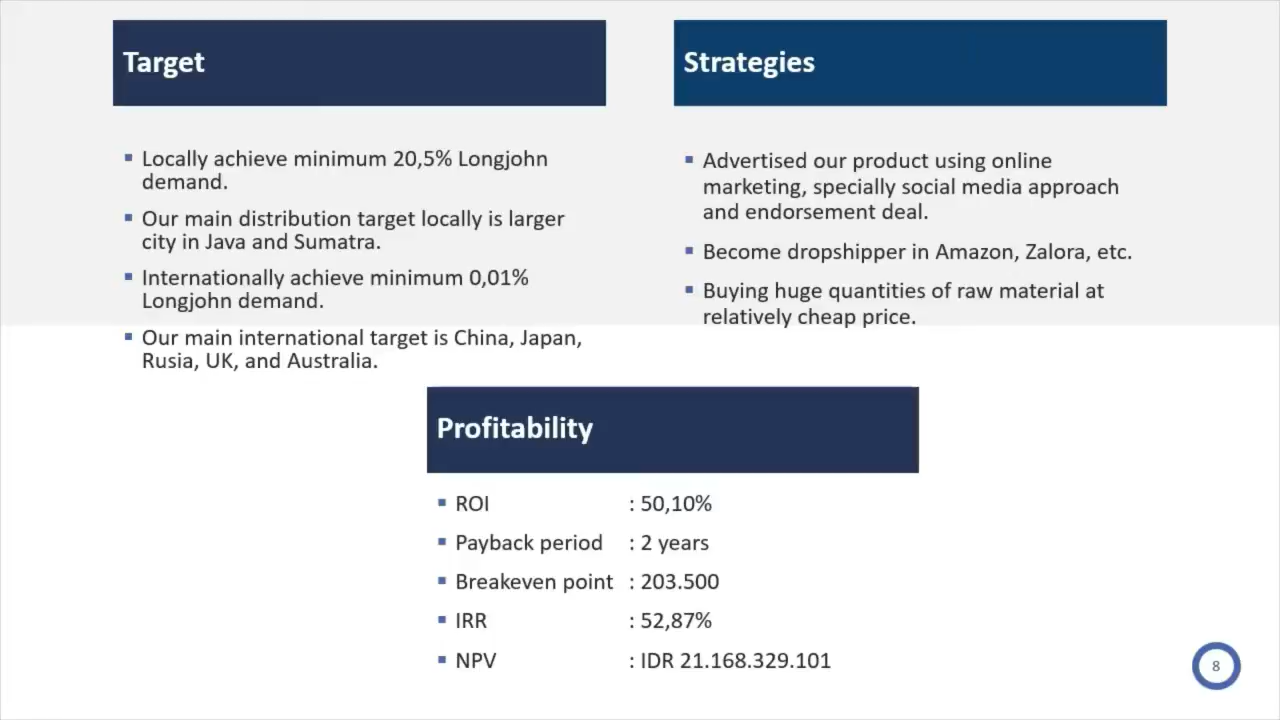 Target
Locally achieve minimum 20,5% Longjohn
demand.
Our main distribution target locally is larger
city in Java and Sumatra.
Internationally achieve minimum 0,01%
Longjohn demand.
Our main international target is China, Japan,
Rusia, UK, and Australia.
Strategies
Advertised our product using online
marketing, specially social media approach
and endorsement deal.
Become dropshipper in Amazon, Zalora, etc.
Buying huge quantities of raw material at
relatively cheap price.
Profitability
ROI : 50,10%
Payback period : 2 years
Breakeven point : 203.500
IRR : 52,87%
NPV : IDR 21.168.329.101
8